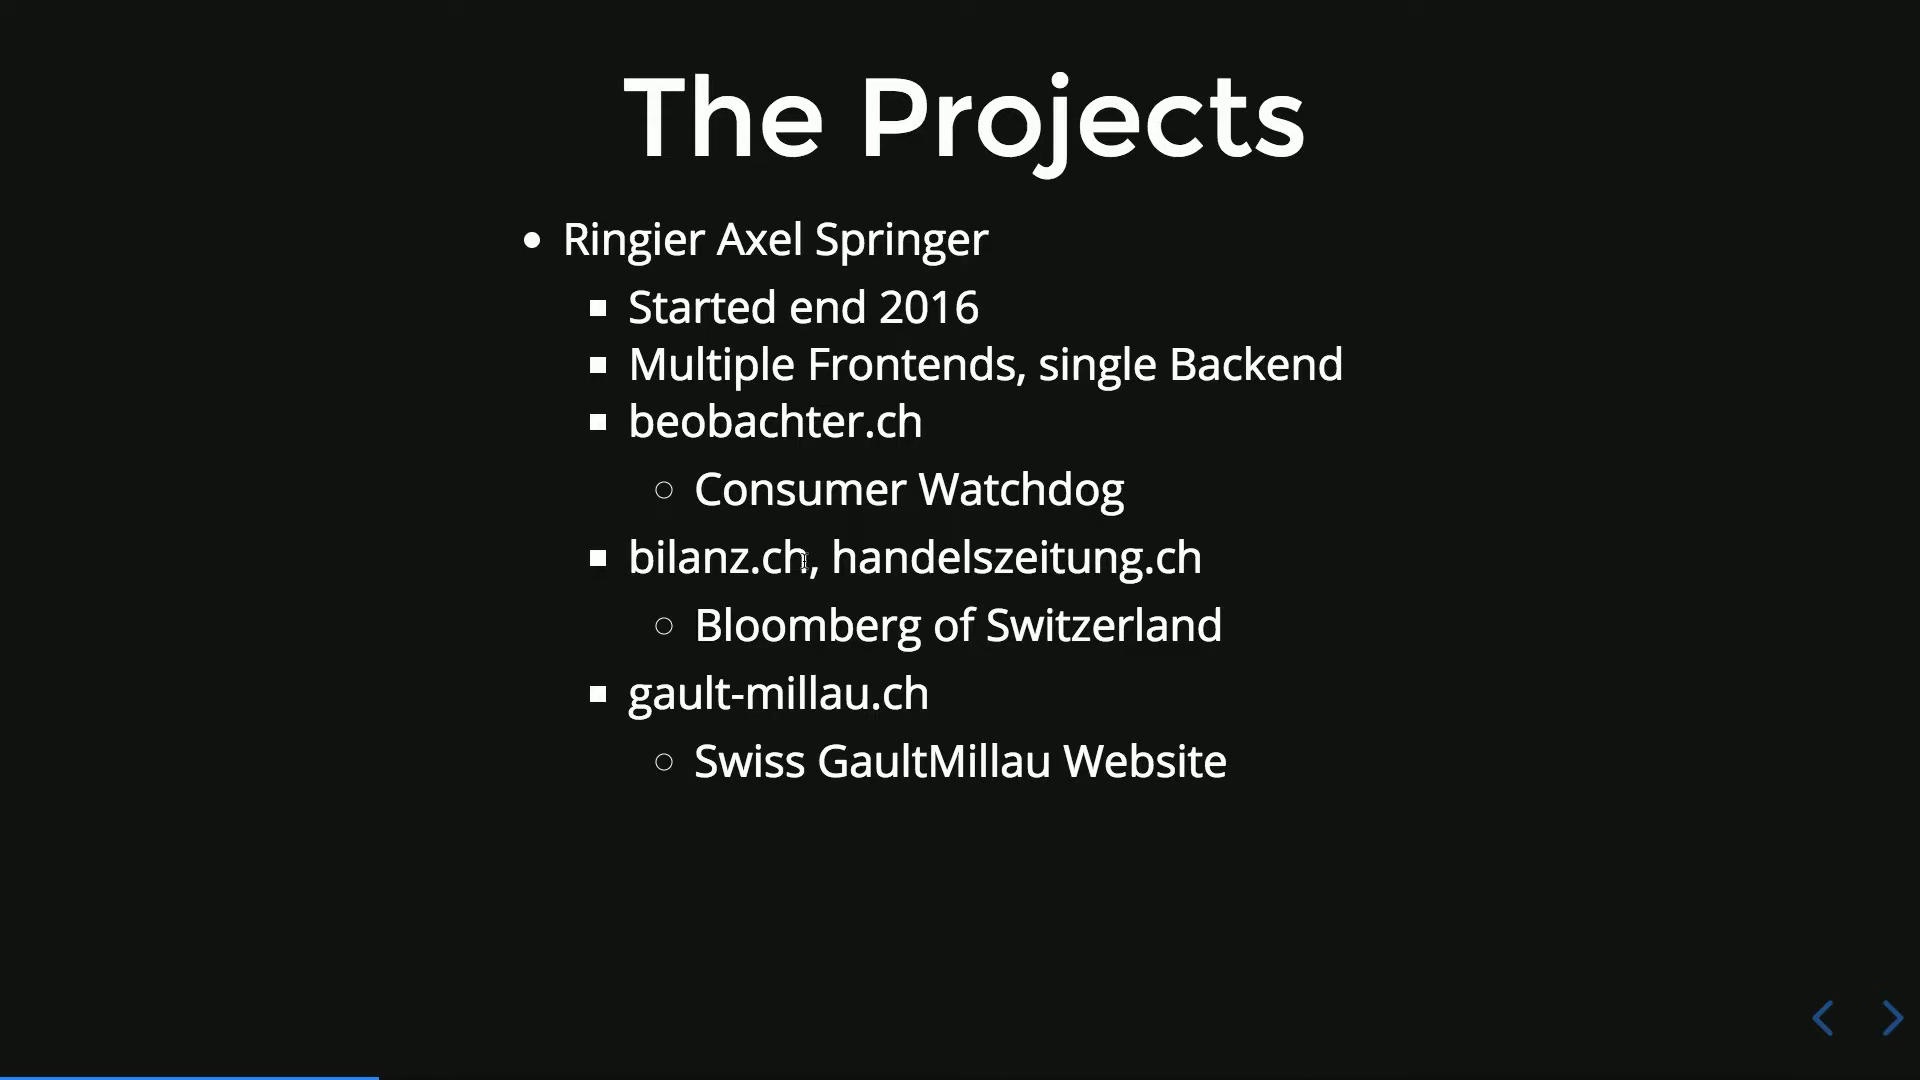 The Projects
Ringier Axel Springer
Started end 2016
Multiple Frontends, single Backend
beobachter.ch
Consumer Watchdog
bilanz.ch, handelszeitung.ch
Bloomberg of Switzerland
gault-millau.ch
Swiss GaultMillau Website